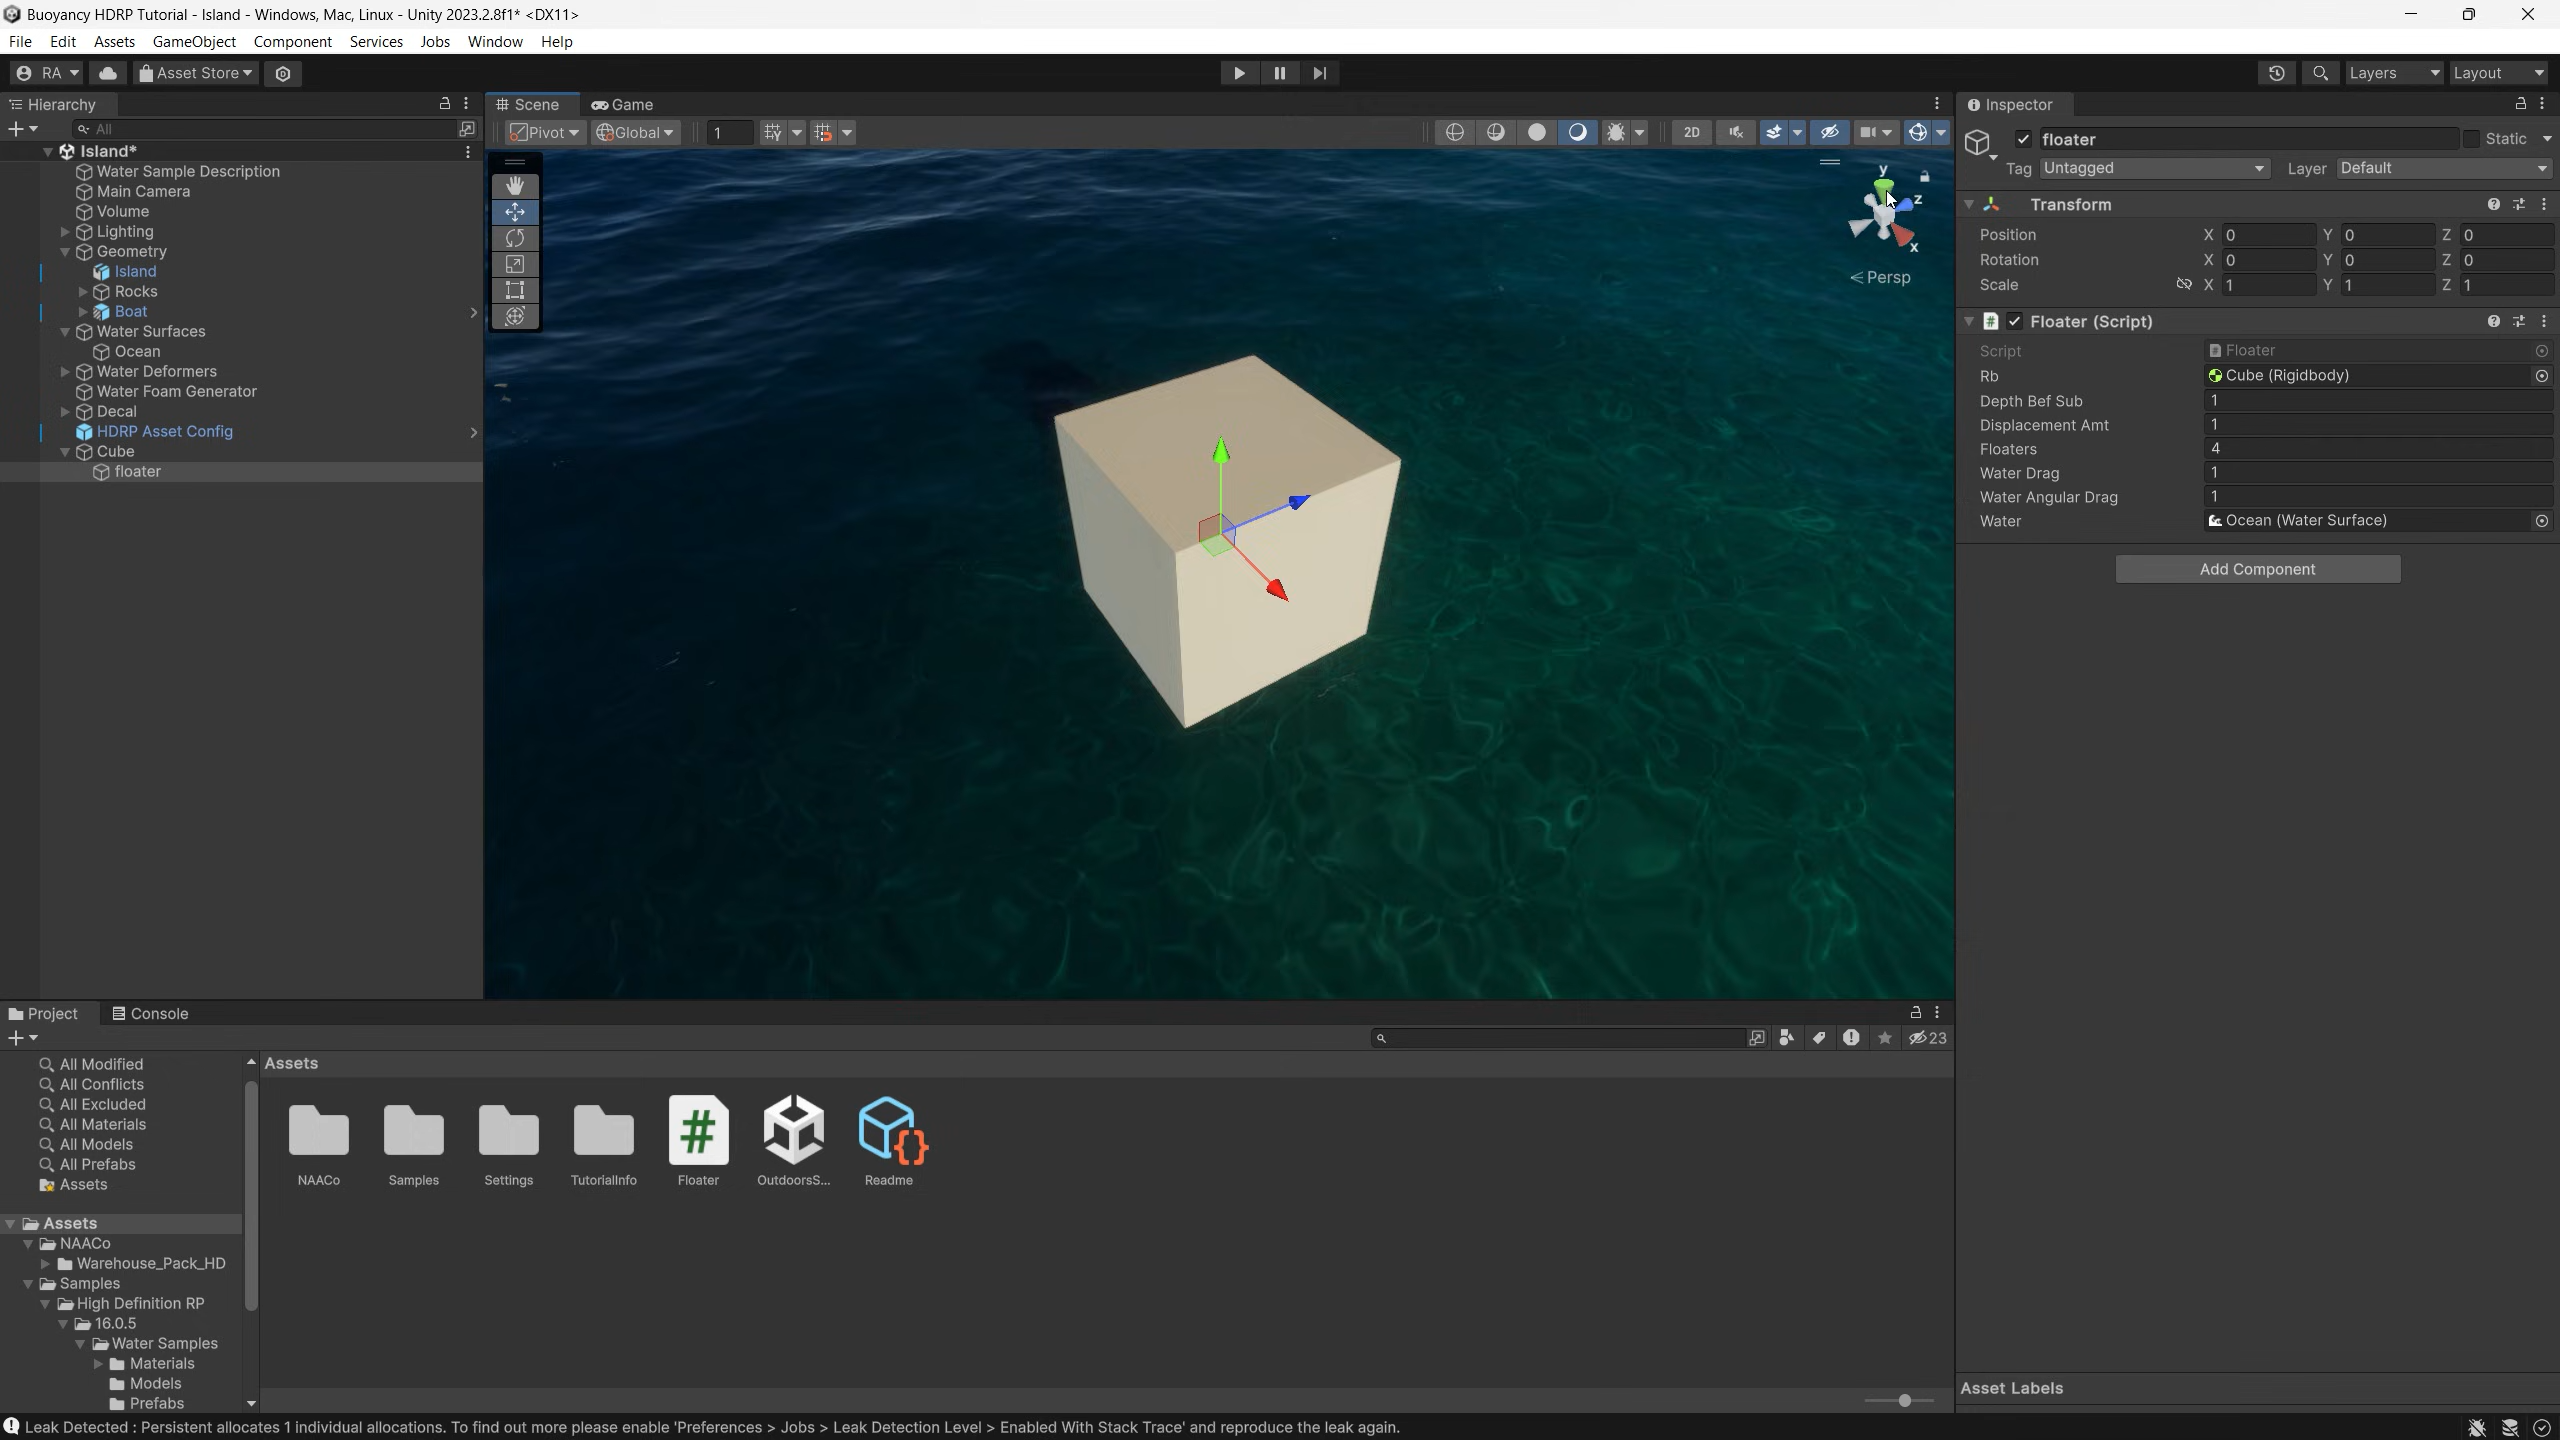 Buoyancy HDRP Tutorial - Island - Windows, Mac, Linux - Unity 2023.2.8f1* <DX11>
File Edit Assets GameObject Component Services Jobs Window Help
RA Asset Store Layers Layout
Hierarchy
All
Island*
Water Sample Description
Main Camera
Volume
Lighting
Geometry
Island
Rocks
Boat
Water Surfaces
Ocean
Water Deformers
Water Foam Generator
Decal
HDRP Asset Config
Cube
floater
Scene Game
Pivot Global 1 2D
y
z
x
Persp
Inspector
floater Static
Tag Untagged Layer Default
Transform
Position X 0 Y 0 Z 0
Rotation X 0 Y 0 Z 0
Scale X 1 Y 1 Z 1
# Floater (Script)
Script Floater
Rb Cube (Rigidbody)
Depth Bef Sub 1
Displacement Amt 1
Floaters 4
Water Drag 1
Water Angular Drag 1
Water Ocean (Water Surface)
Add Component
Project Console
23
All Modified
All Conflicts
All Excluded
All Materials
All Models
All Prefabs
Assets
Assets
NAACo
Warehouse_Pack_HD
Samples
High Definition RP
16.0.5
Water Samples
Materials
Models
Prefabs
Assets
# {}
NAACo Samples Settings TutorialInfo Floater OutdoorsS... Readme
Asset Labels
Leak Detected : Persistent allocates 1 individual allocations. To find out more please enable 'Preferences > Jobs > Leak Detection Level > Enabled With Stack Trace' and reproduce the leak again.